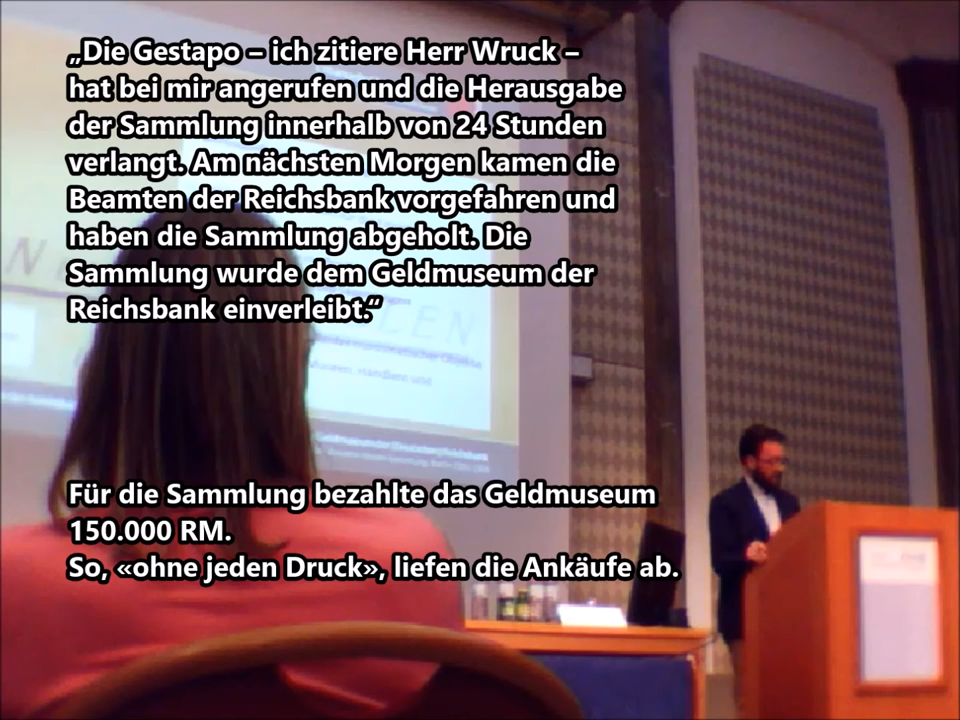 „Die Gestapo – ich zitiere Herr Wruck –
hat bei mir angerufen und die Herausgabe
der Sammlung innerhalb von 24 Stunden
verlangt. Am nächsten Morgen kamen die
Beamten der Reichsbank vorgefahren und
haben die Sammlung abgeholt. Die
Sammlung wurde dem Geldmuseum der
Reichsbank einverleibt.“
Für die Sammlung bezahlte das Geldmuseum
150.000 RM.
So, «ohne jeden Druck», liefen die Ankäufe ab.